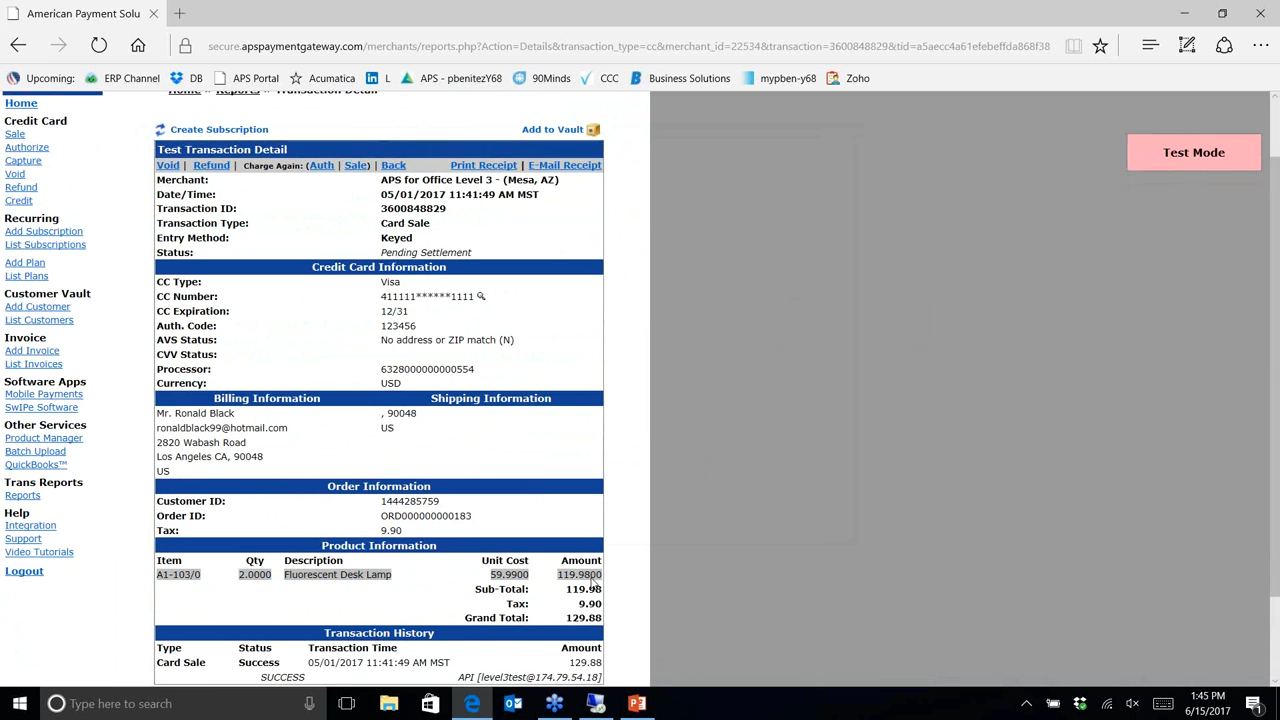 American Payment Solu
secure.apspaymentgateway.com/merchants/reports.php?Action=Details&transaction_type=cc&merchant_id=22534&transaction=3600848829&tid=a5aecc4a61efebeffda868f38
Upcoming: ERP Channel DB APS Portal Acumatica L APS - pbenitezY68 90Minds CCC Business Solutions mypben-y68 Zoho
Home » Reports » Transaction Detail
Home
Credit Card
Sale
Authorize
Capture
Void
Refund
Credit
Recurring
Add Subscription
List Subscriptions
Add Plan
List Plans
Customer Vault
Add Customer
List Customers
Invoice
Add Invoice
List Invoices
Software Apps
Mobile Payments
SwIPe Software
Other Services
Product Manager
Batch Upload
QuickBooks™
Trans Reports
Reports
Help
Integration
Support
Video Tutorials
Logout
Create Subscription Add to Vault
Test Transaction Detail
Void | Refund | Charge Again: (Auth | Sale) | Back Print Receipt | E-Mail Receipt
Merchant: APS for Office Level 3 - (Mesa, AZ)
Date/Time: 05/01/2017 11:41:49 AM MST
Transaction ID: 3600848829
Transaction Type: Card Sale
Entry Method: Keyed
Status: Pending Settlement
Credit Card Information
CC Type: Visa
CC Number: 411111******1111
CC Expiration: 12/31
Auth. Code: 123456
AVS Status: No address or ZIP match (N)
CVV Status:
Processor: 6328000000000554
Currency: USD
Billing Information Shipping Information
Mr. Ronald Black , 90048
ronaldblack99@hotmail.com US
2820 Wabash Road
Los Angeles CA, 90048
US
Order Information
Customer ID: 1444285759
Order ID: ORD000000000183
Tax: 9.90
Product Information
Item Qty Description Unit Cost Amount
A1-103/0 2.0000 Fluorescent Desk Lamp 59.9900 119.9800
Sub-Total: 119.98
Tax: 9.90
Grand Total: 129.88
Transaction History
Type Status Transaction Time Amount
Card Sale Success 05/01/2017 11:41:49 AM MST 129.88
SUCCESS API [level3test@174.79.54.18]
Test Mode
Type here to search
1:45 PM
6/15/2017
1